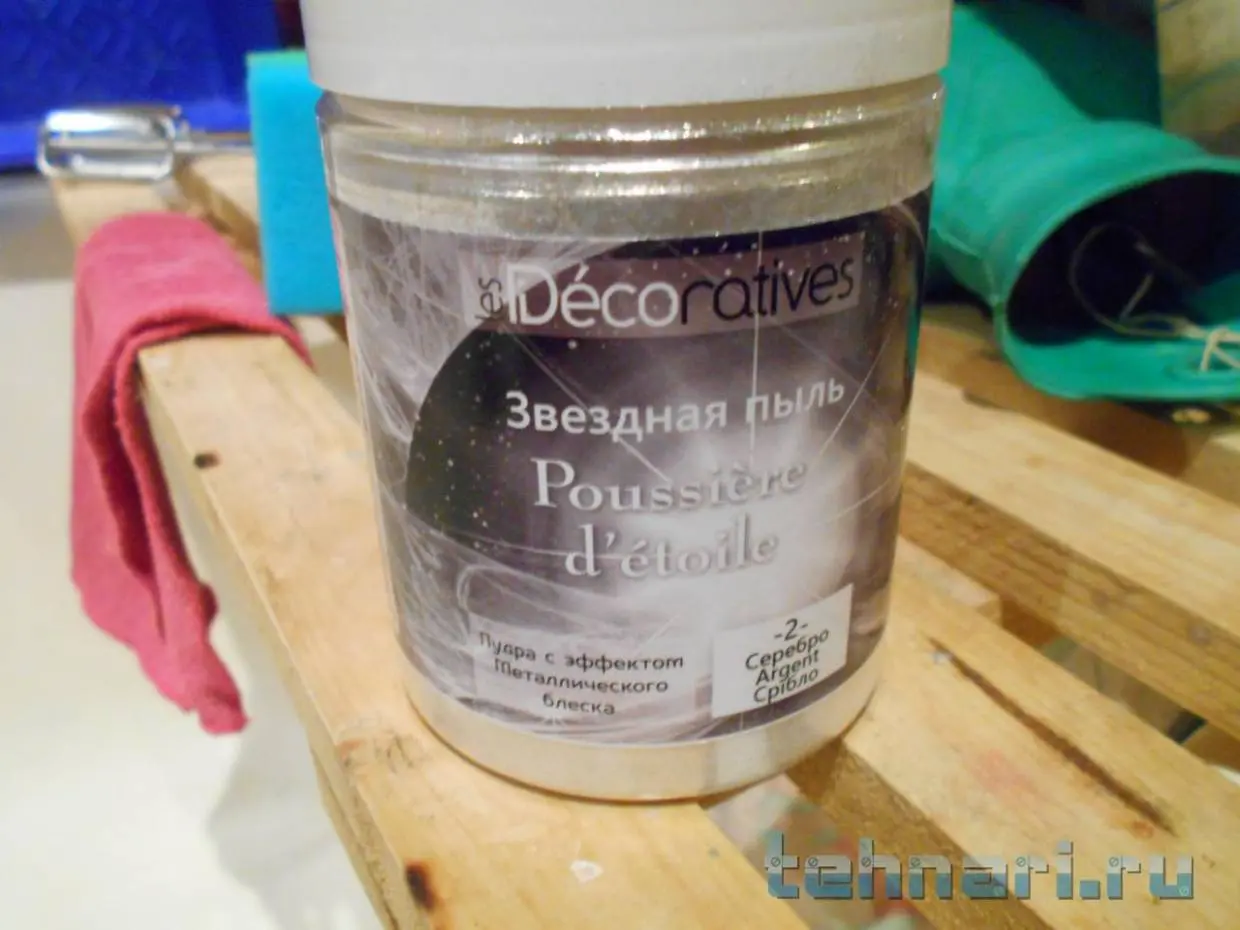 Les Décoratives
Звездная пыль
Poussière
d'étoile
Пудра с эффектом
Металлического
блеска
-2-
Серебро
Argent
Срібло
tehnari.ru